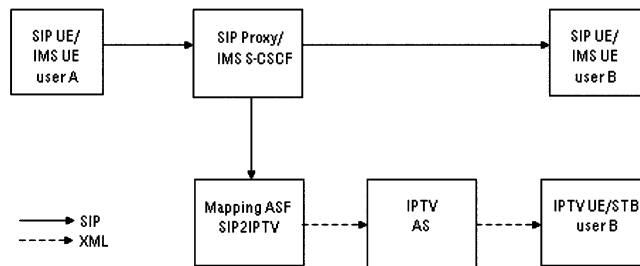 SIP UE/
IMS UE
user A
SIP Proxy/
IMS S-CSCF
SIP UE/
IMS UE
user B
Mapping ASF
SIP2IPTV
IPTV
AS
IPTV UE/STB
user B
SIP
XML